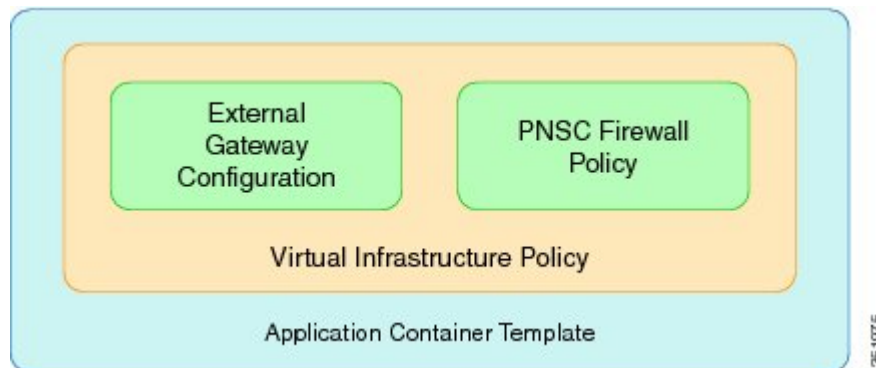 External
Gateway
Configuration
PNSC Firewall
Policy
Virtual Infrastructure Policy
Application Container Template